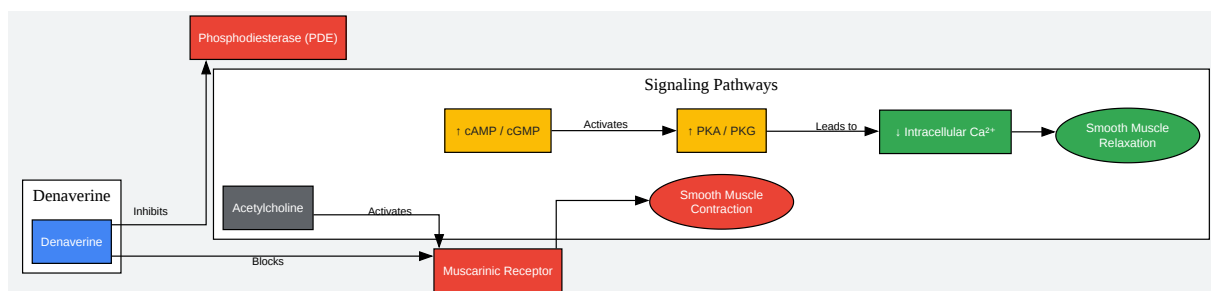 Phosphodiesterase (PDE)
Signaling Pathways
↑ cAMP / cGMP
Activates
↑ PKA / PKG
Leads to
↓ Intracellular Ca²⁺
Smooth Muscle
Relaxation
Denaverine
Denaverine
Inhibits
Acetylcholine
Activates
Smooth Muscle
Contraction
Blocks
Muscarinic Receptor